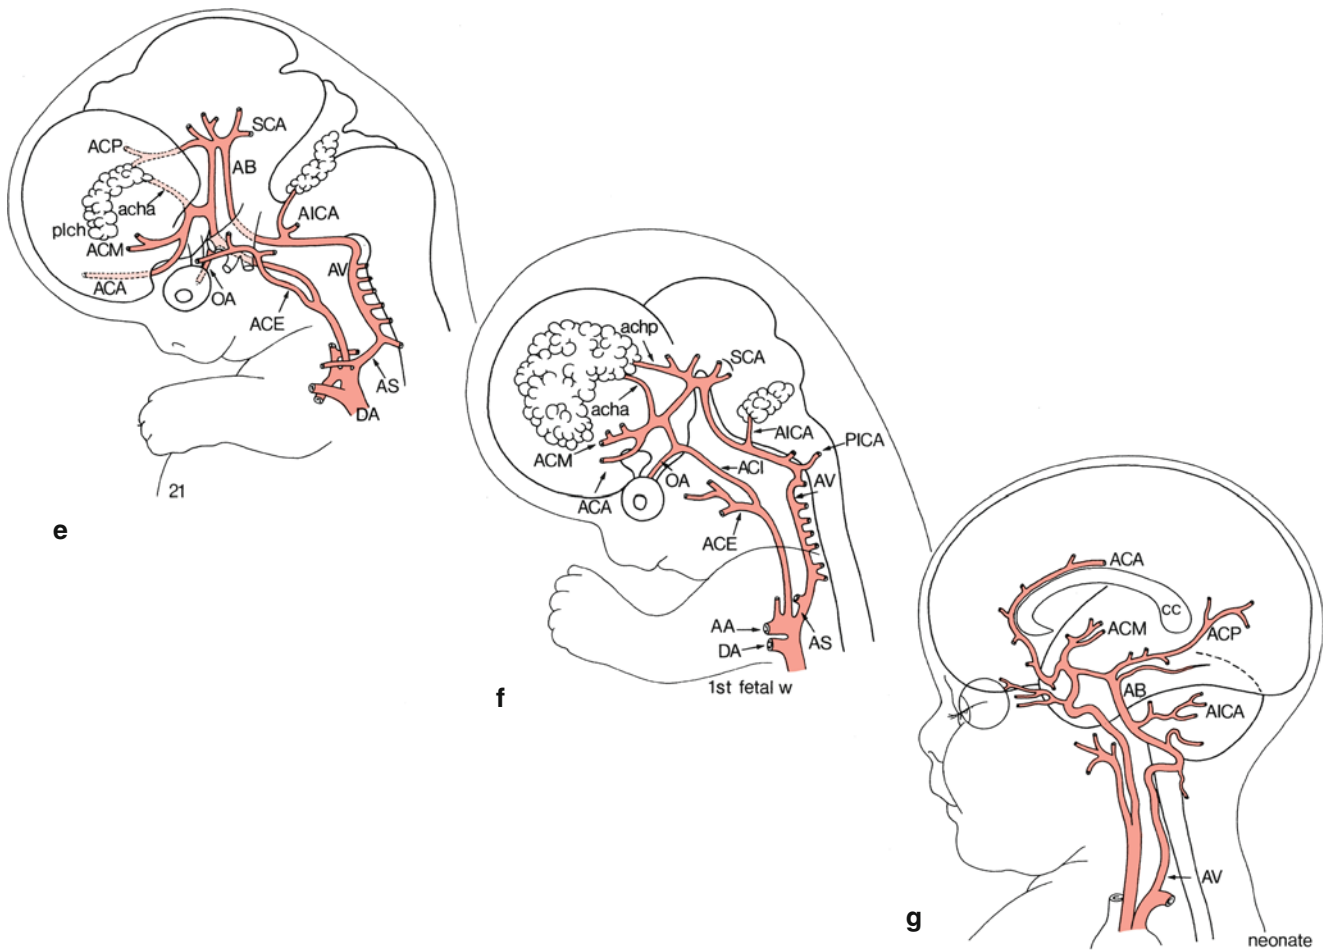 ACP
SCA
AB
acha
AICA
plch
ACM
AV
ACA
OA
ACE
AS
DA
21
e
achp
SCA
acha
AICA
PICA
ACM
ACI
OA
AV
ACA
ACE
AA
AS
DA
1st fetal w
f
ACA
cc
ACM
ACP
AB
AICA
AV
g
neonate